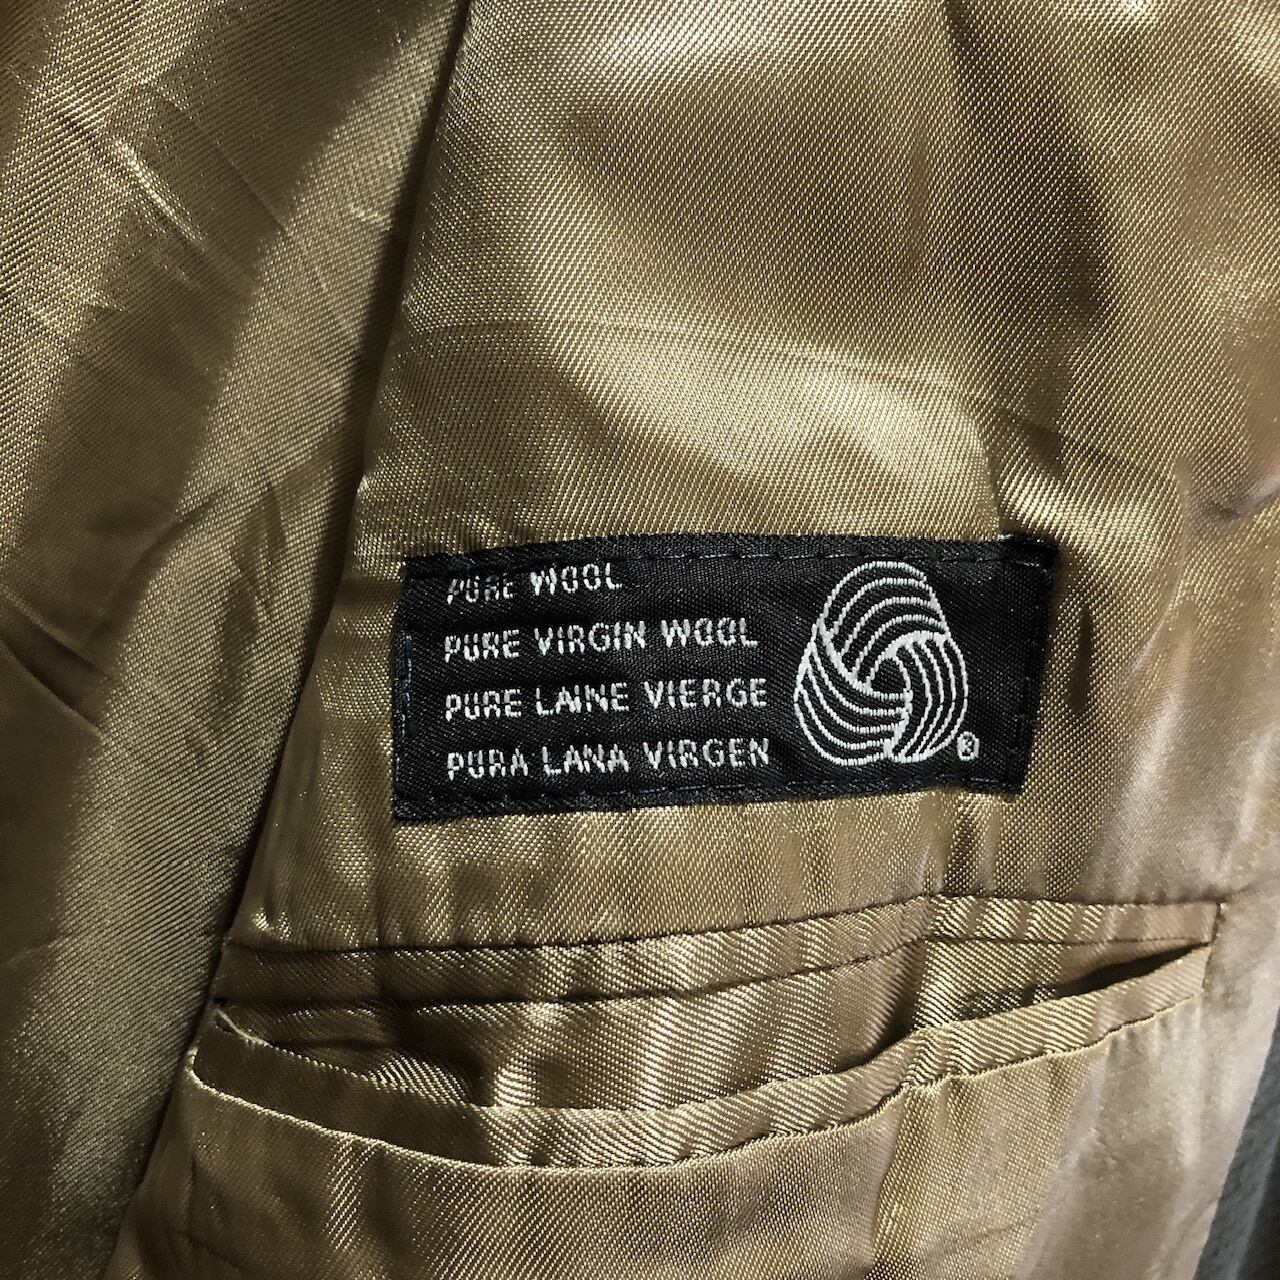 PURE WOOL
PURE VIRGIN WOOL
PURE LAINE VIERGE
PURA LANA VIRGEN
®